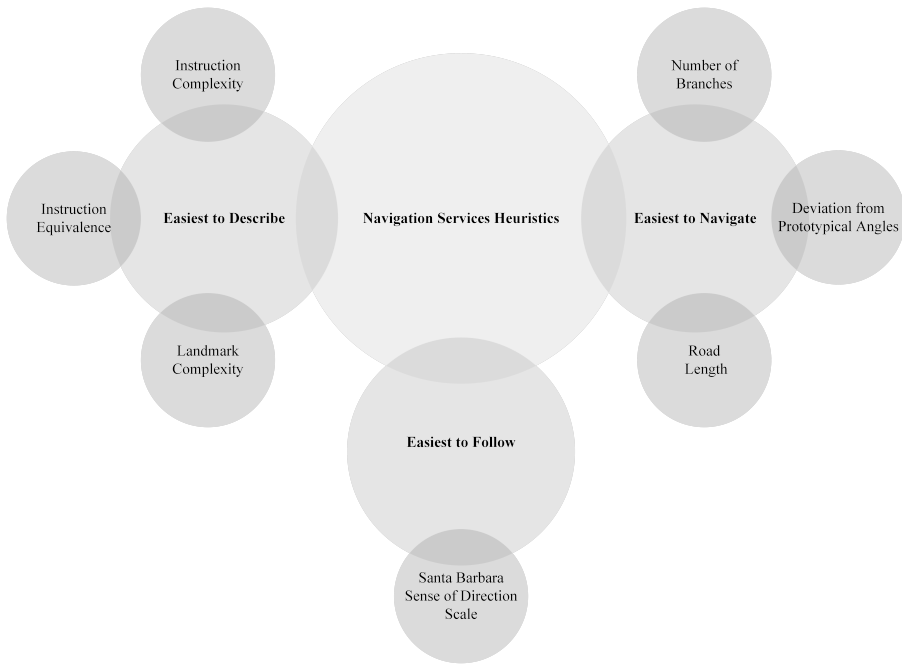 Instruction
Complexity
Number of
Branches
Instruction
Equivalence
Easiest to Describe
Navigation Services Heuristics
Easiest to Navigate
Deviation from
Prototypical Angles
Landmark
Complexity
Road
Length
Easiest to Follow
Santa Barbara
Sense of Direction
Scale